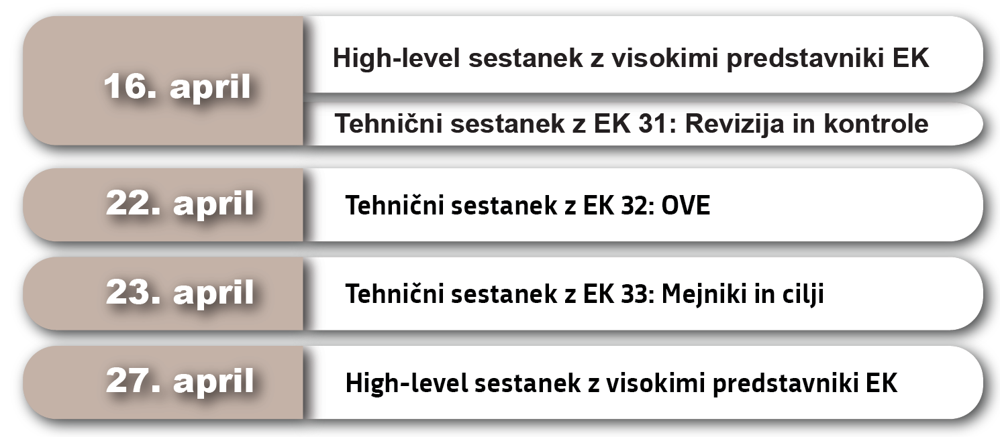 16. april
High-level sestanek z visokimi predstavniki EK
Tehnični sestanek z EK 31: Revizija in kontrole
22. april
Tehnični sestanek z EK 32: OVE
23. april
Tehnični sestanek z EK 33: Mejniki in cilji
27. april
High-level sestanek z visokimi predstavniki EK